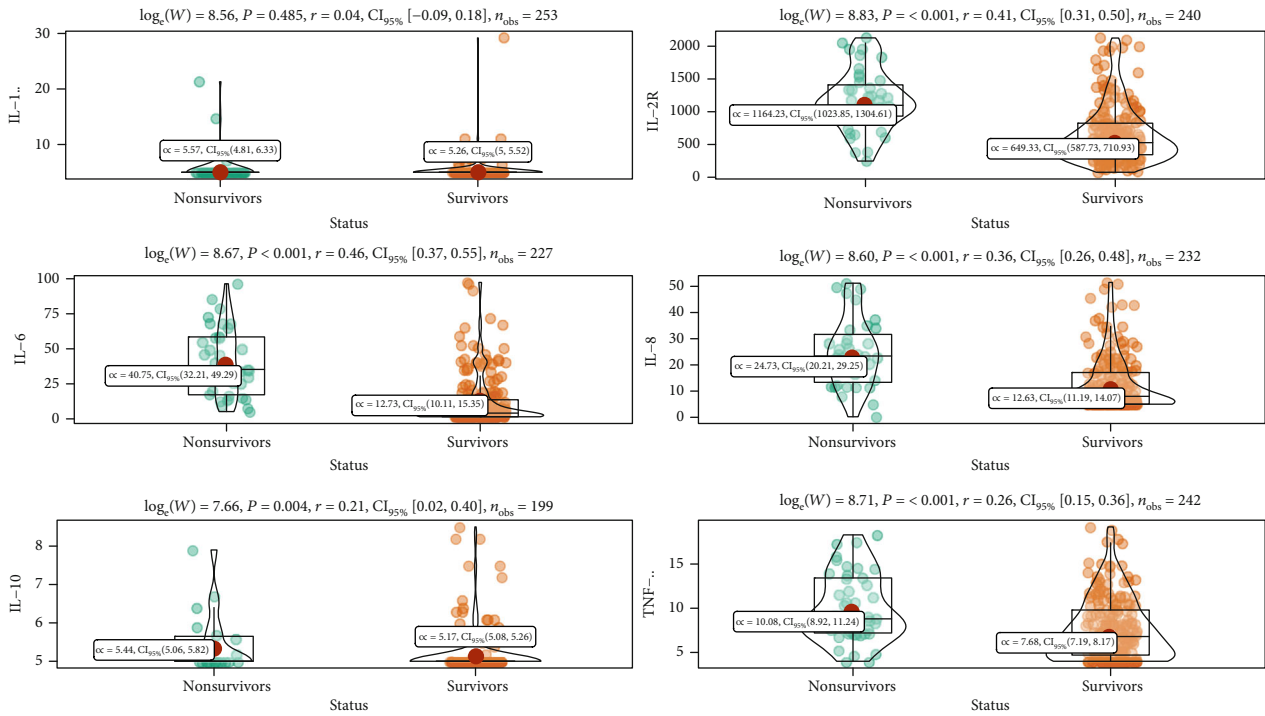 logₑ(W) = 8.56, P = 0.485, r = 0.04, CI95% [−0.09, 0.18], nobs = 253
30
20
10
IL−1..
cc = 5.57, CI95%(4.81, 6.33)
cc = 5.26, CI95%(5, 5.52)
Nonsurvivors
Survivors
Status
logₑ(W) = 8.83, P = < 0.001, r = 0.41, CI95% [0.31, 0.50], nobs = 240
2000
1500
1000
500
0
IL−2R
cc = 1164.23, CI95%(1023.85, 1304.61)
cc = 649.33, CI95%(587.73, 710.93)
Nonsurvivors
Survivors
Status
logₑ(W) = 8.67, P < 0.001, r = 0.46, CI95% [0.37, 0.55], nobs = 227
100
75
50
25
0
IL−6
cc = 40.75, CI95%(32.21, 49.29)
cc = 12.73, CI95%(10.11, 15.35)
Nonsurvivors
Survivors
Status
logₑ(W) = 8.60, P = < 0.001, r = 0.36, CI95% [0.26, 0.48], nobs = 232
50
40
30
20
10
0
IL−8
cc = 24.73, CI95%(20.21, 29.25)
cc = 12.63, CI95%(11.19, 14.07)
Nonsurvivors
Survivors
Status
logₑ(W) = 7.66, P = 0.004, r = 0.21, CI95% [0.02, 0.40], nobs = 199
8
7
6
5
IL−10
cc = 5.44, CI95%(5.06, 5.82)
cc = 5.17, CI95%(5.08, 5.26)
Nonsurvivors
Survivors
Status
logₑ(W) = 8.71, P = < 0.001, r = 0.26, CI95% [0.15, 0.36], nobs = 242
15
10
5
TNF−..
cc = 10.08, CI95%(8.92, 11.24)
cc = 7.68, CI95%(7.19, 8.17)
Nonsurvivors
Survivors
Status